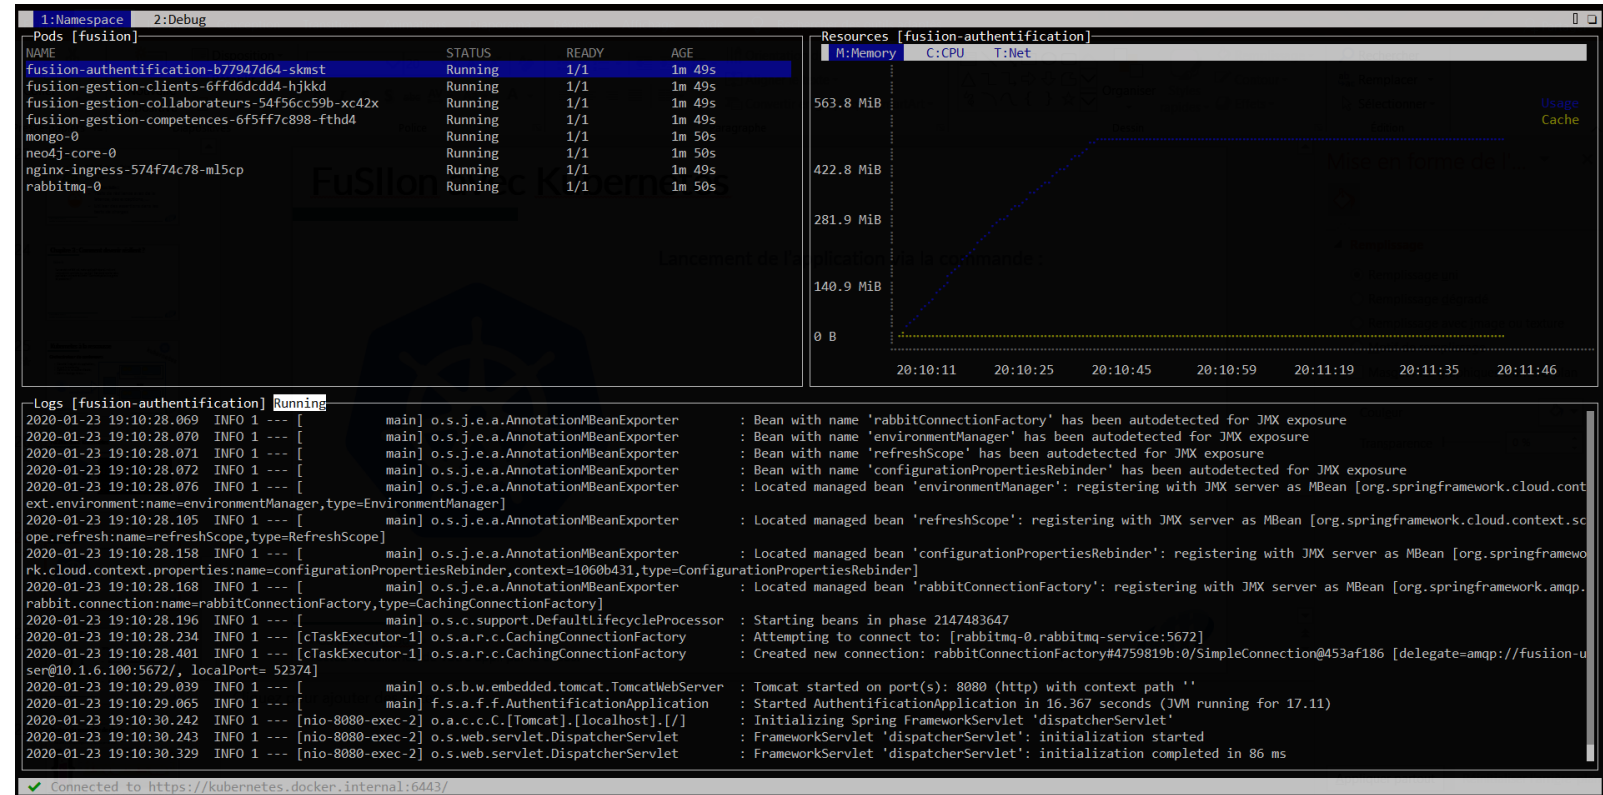 1:Namespace 2:Debug
Pods [fusiion]
NAME STATUS READY AGE
fusiion-authentification-b77947d64-skmst Running 1/1 1m 49s
fusiion-gestion-clients-6ffd6dcdd4-hjkkd Running 1/1 1m 49s
fusiion-gestion-collaborateurs-54f56cc59b-xc42x Running 1/1 1m 49s
fusiion-gestion-competences-6f5ff7c898-fthd4 Running 1/1 1m 49s
mongo-0 Running 1/1 1m 50s
neo4j-core-0 Running 1/1 1m 50s
nginx-ingress-574f74c78-ml5cp Running 1/1 1m 49s
rabbitmq-0 Running 1/1 1m 50s
FuSIIon avec Kubernetes
Lancement de l'application via la commande :
Resources [fusiion-authentification]
M:Memory C:CPU T:Net
563.8 MiB
422.8 MiB
281.9 MiB
140.9 MiB
0 B
Usage
Cache
Mise en forme de l'
20:10:11 20:10:25 20:10:45 20:10:59 20:11:19 20:11:35 20:11:46
Logs [fusiion-authentification] Running
2020-01-23 19:10:28.069 INFO 1 --- [ main] o.s.j.e.a.AnnotationMBeanExporter : Bean with name 'rabbitConnectionFactory' has been autodetected for JMX exposure
2020-01-23 19:10:28.070 INFO 1 --- [ main] o.s.j.e.a.AnnotationMBeanExporter : Bean with name 'environmentManager' has been autodetected for JMX exposure
2020-01-23 19:10:28.071 INFO 1 --- [ main] o.s.j.e.a.AnnotationMBeanExporter : Bean with name 'refreshScope' has been autodetected for JMX exposure
2020-01-23 19:10:28.072 INFO 1 --- [ main] o.s.j.e.a.AnnotationMBeanExporter : Bean with name 'configurationPropertiesRebinder' has been autodetected for JMX exposure
2020-01-23 19:10:28.076 INFO 1 --- [ main] o.s.j.e.a.AnnotationMBeanExporter : Located managed bean 'environmentManager': registering with JMX server as MBean [org.springframework.cloud.cont
ext.environment:name=environmentManager,type=EnvironmentManager]
2020-01-23 19:10:28.105 INFO 1 --- [ main] o.s.j.e.a.AnnotationMBeanExporter : Located managed bean 'refreshScope': registering with JMX server as MBean [org.springframework.cloud.context.sc
ope.refresh:name=refreshScope,type=RefreshScope]
2020-01-23 19:10:28.158 INFO 1 --- [ main] o.s.j.e.a.AnnotationMBeanExporter : Located managed bean 'configurationPropertiesRebinder': registering with JMX server as MBean [org.springframewo
rk.cloud.context.properties:name=configurationPropertiesRebinder,context=1060b431,type=ConfigurationPropertiesRebinder]
2020-01-23 19:10:28.168 INFO 1 --- [ main] o.s.j.e.a.AnnotationMBeanExporter : Located managed bean 'rabbitConnectionFactory': registering with JMX server as MBean [org.springframework.amqp.
rabbit.connection:name=rabbitConnectionFactory,type=CachingConnectionFactory]
2020-01-23 19:10:28.196 INFO 1 --- [ main] o.s.c.support.DefaultLifecycleProcessor : Starting beans in phase 2147483647
2020-01-23 19:10:28.234 INFO 1 --- [cTaskExecutor-1] o.s.a.r.c.CachingConnectionFactory : Attempting to connect to: [rabbitmq-0.rabbitmq-service:5672]
2020-01-23 19:10:28.401 INFO 1 --- [cTaskExecutor-1] o.s.a.r.c.CachingConnectionFactory : Created new connection: rabbitConnectionFactory#4759819b:0/SimpleConnection@453af186 [delegate=amqp://fusiion-u
ser@10.1.6.100:5672/, localPort= 52374]
2020-01-23 19:10:29.039 INFO 1 --- [ main] o.s.b.w.embedded.tomcat.TomcatWebServer : Tomcat started on port(s): 8080 (http) with context path ''
2020-01-23 19:10:29.065 INFO 1 --- [ main] f.s.a.f.f.AuthentificationApplication : Started AuthentificationApplication in 16.367 seconds (JVM running for 17.11)
2020-01-23 19:10:30.242 INFO 1 --- [nio-8080-exec-2] o.a.c.c.C.[Tomcat].[localhost].[/] : Initializing Spring FrameworkServlet 'dispatcherServlet'
2020-01-23 19:10:30.243 INFO 1 --- [nio-8080-exec-2] o.s.web.servlet.DispatcherServlet : FrameworkServlet 'dispatcherServlet': initialization started
2020-01-23 19:10:30.329 INFO 1 --- [nio-8080-exec-2] o.s.web.servlet.DispatcherServlet : FrameworkServlet 'dispatcherServlet': initialization completed in 86 ms
✔ Connected to https://kubernetes.docker.internal:6443/